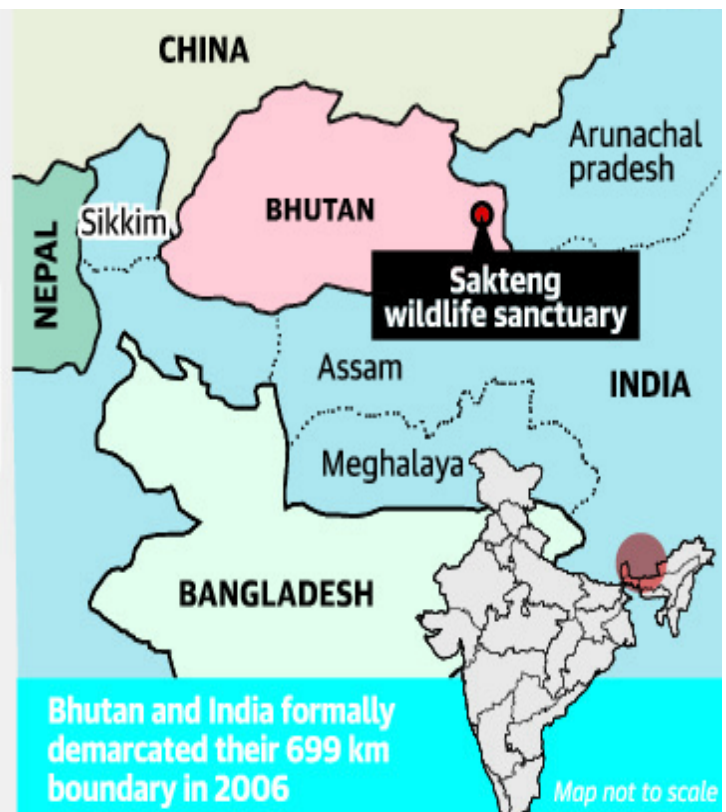 CHINA
Arunachal
pradesh
Sikkim
BHUTAN
NEPAL
Sakteng
wildlife sanctuary
Assam
INDIA
Meghalaya
BANGLADESH
Bhutan and India formally
demarcated their 699 km
boundary in 2006
Map not to scale